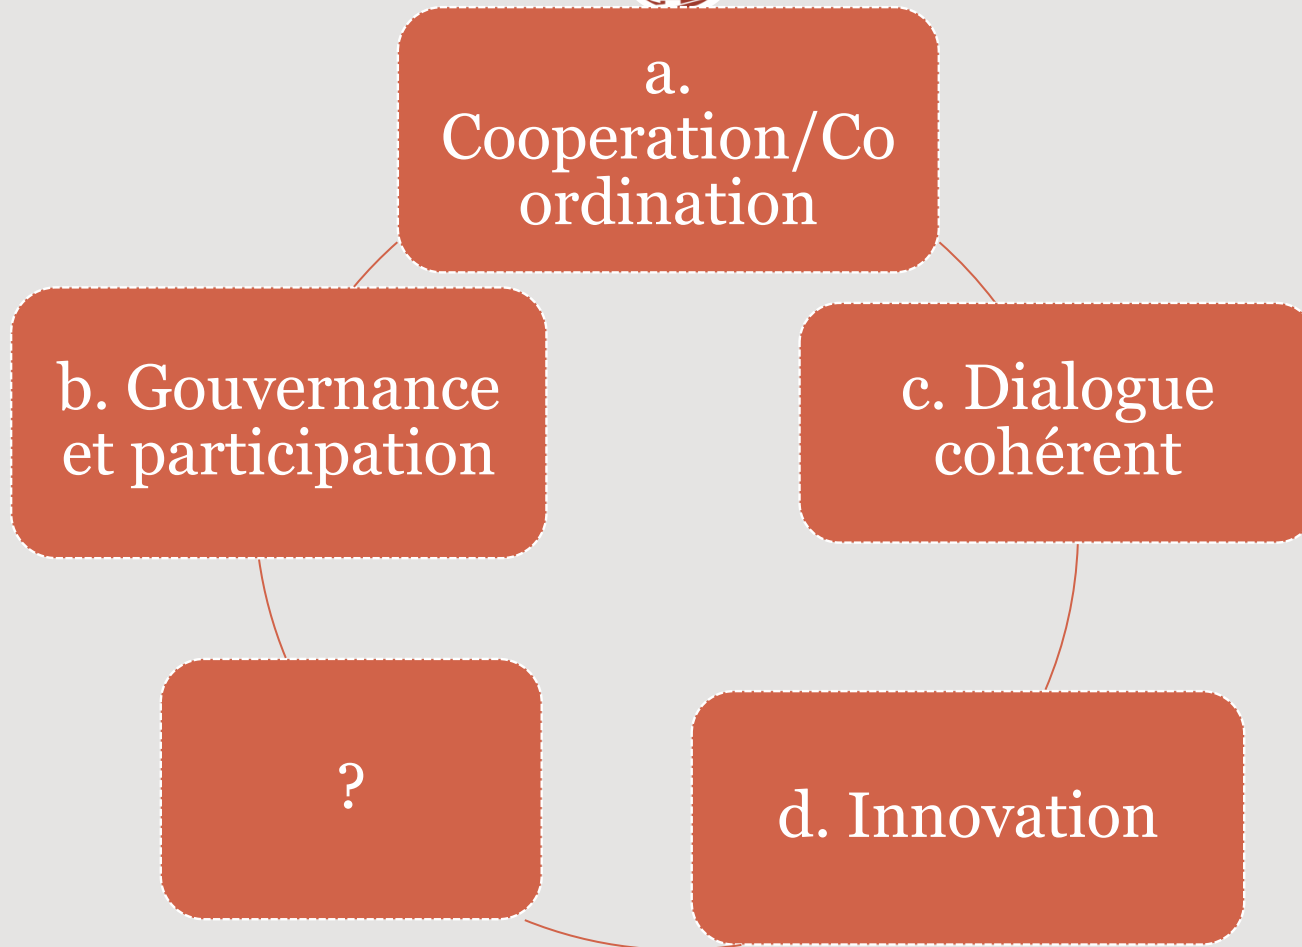 a.
Cooperation/Co
ordination
b. Gouvernance
et participation
c. Dialogue
cohérent
?
d. Innovation